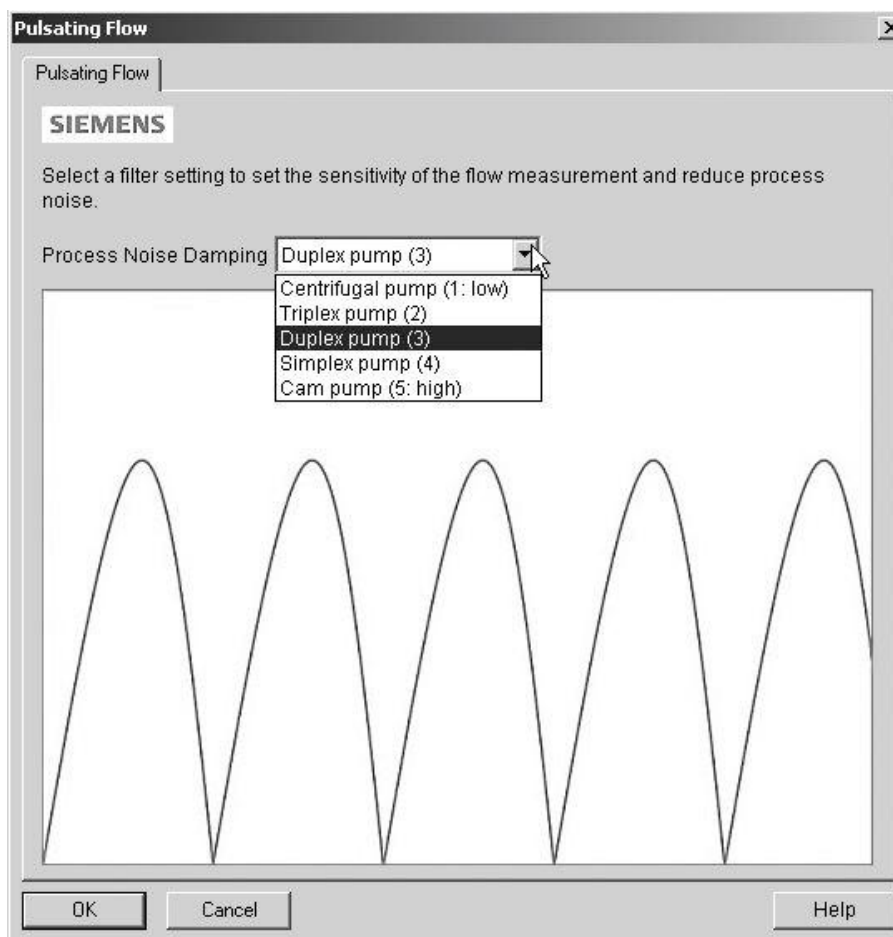 Pulsating Flow
Pulsating Flow
SIEMENS
Select a filter setting to set the sensitivity of the flow measurement and reduce process
noise.
Process Noise Damping Duplex pump (3)
Centrifugal pump (1: low)
Triplex pump (2)
Duplex pump (3)
Simplex pump (4)
Cam pump (5: high)
OK Cancel Help